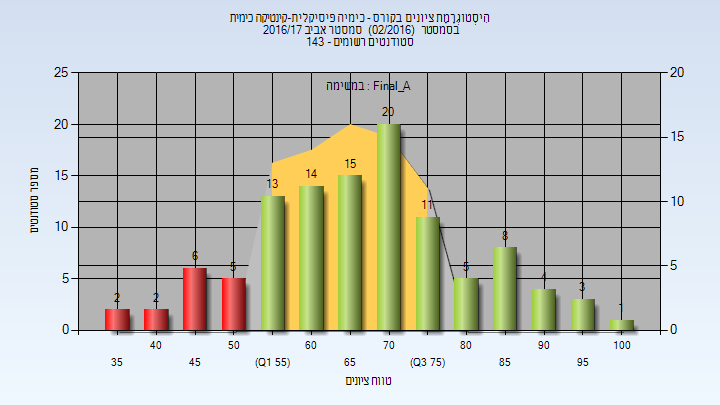 הִיסְטוֹגְרָמַת ציונים בקורס - כימיה פיסיקלית-קינטיקה כימית
בסמסטר (02/2016) סמסטר אביב 2016/17
סטודנטים רשומים - 143
במשימה : Final_A
מספר סטודנטים
25 20 15 10 5 0
20 15 10 5 0
2 2 6 5 13 14 15 20 11 5 8 4 3 1
35 40 45 50 (Q1 55) 60 65 70 (Q3 75) 80 85 90 95 100
טווח ציונים